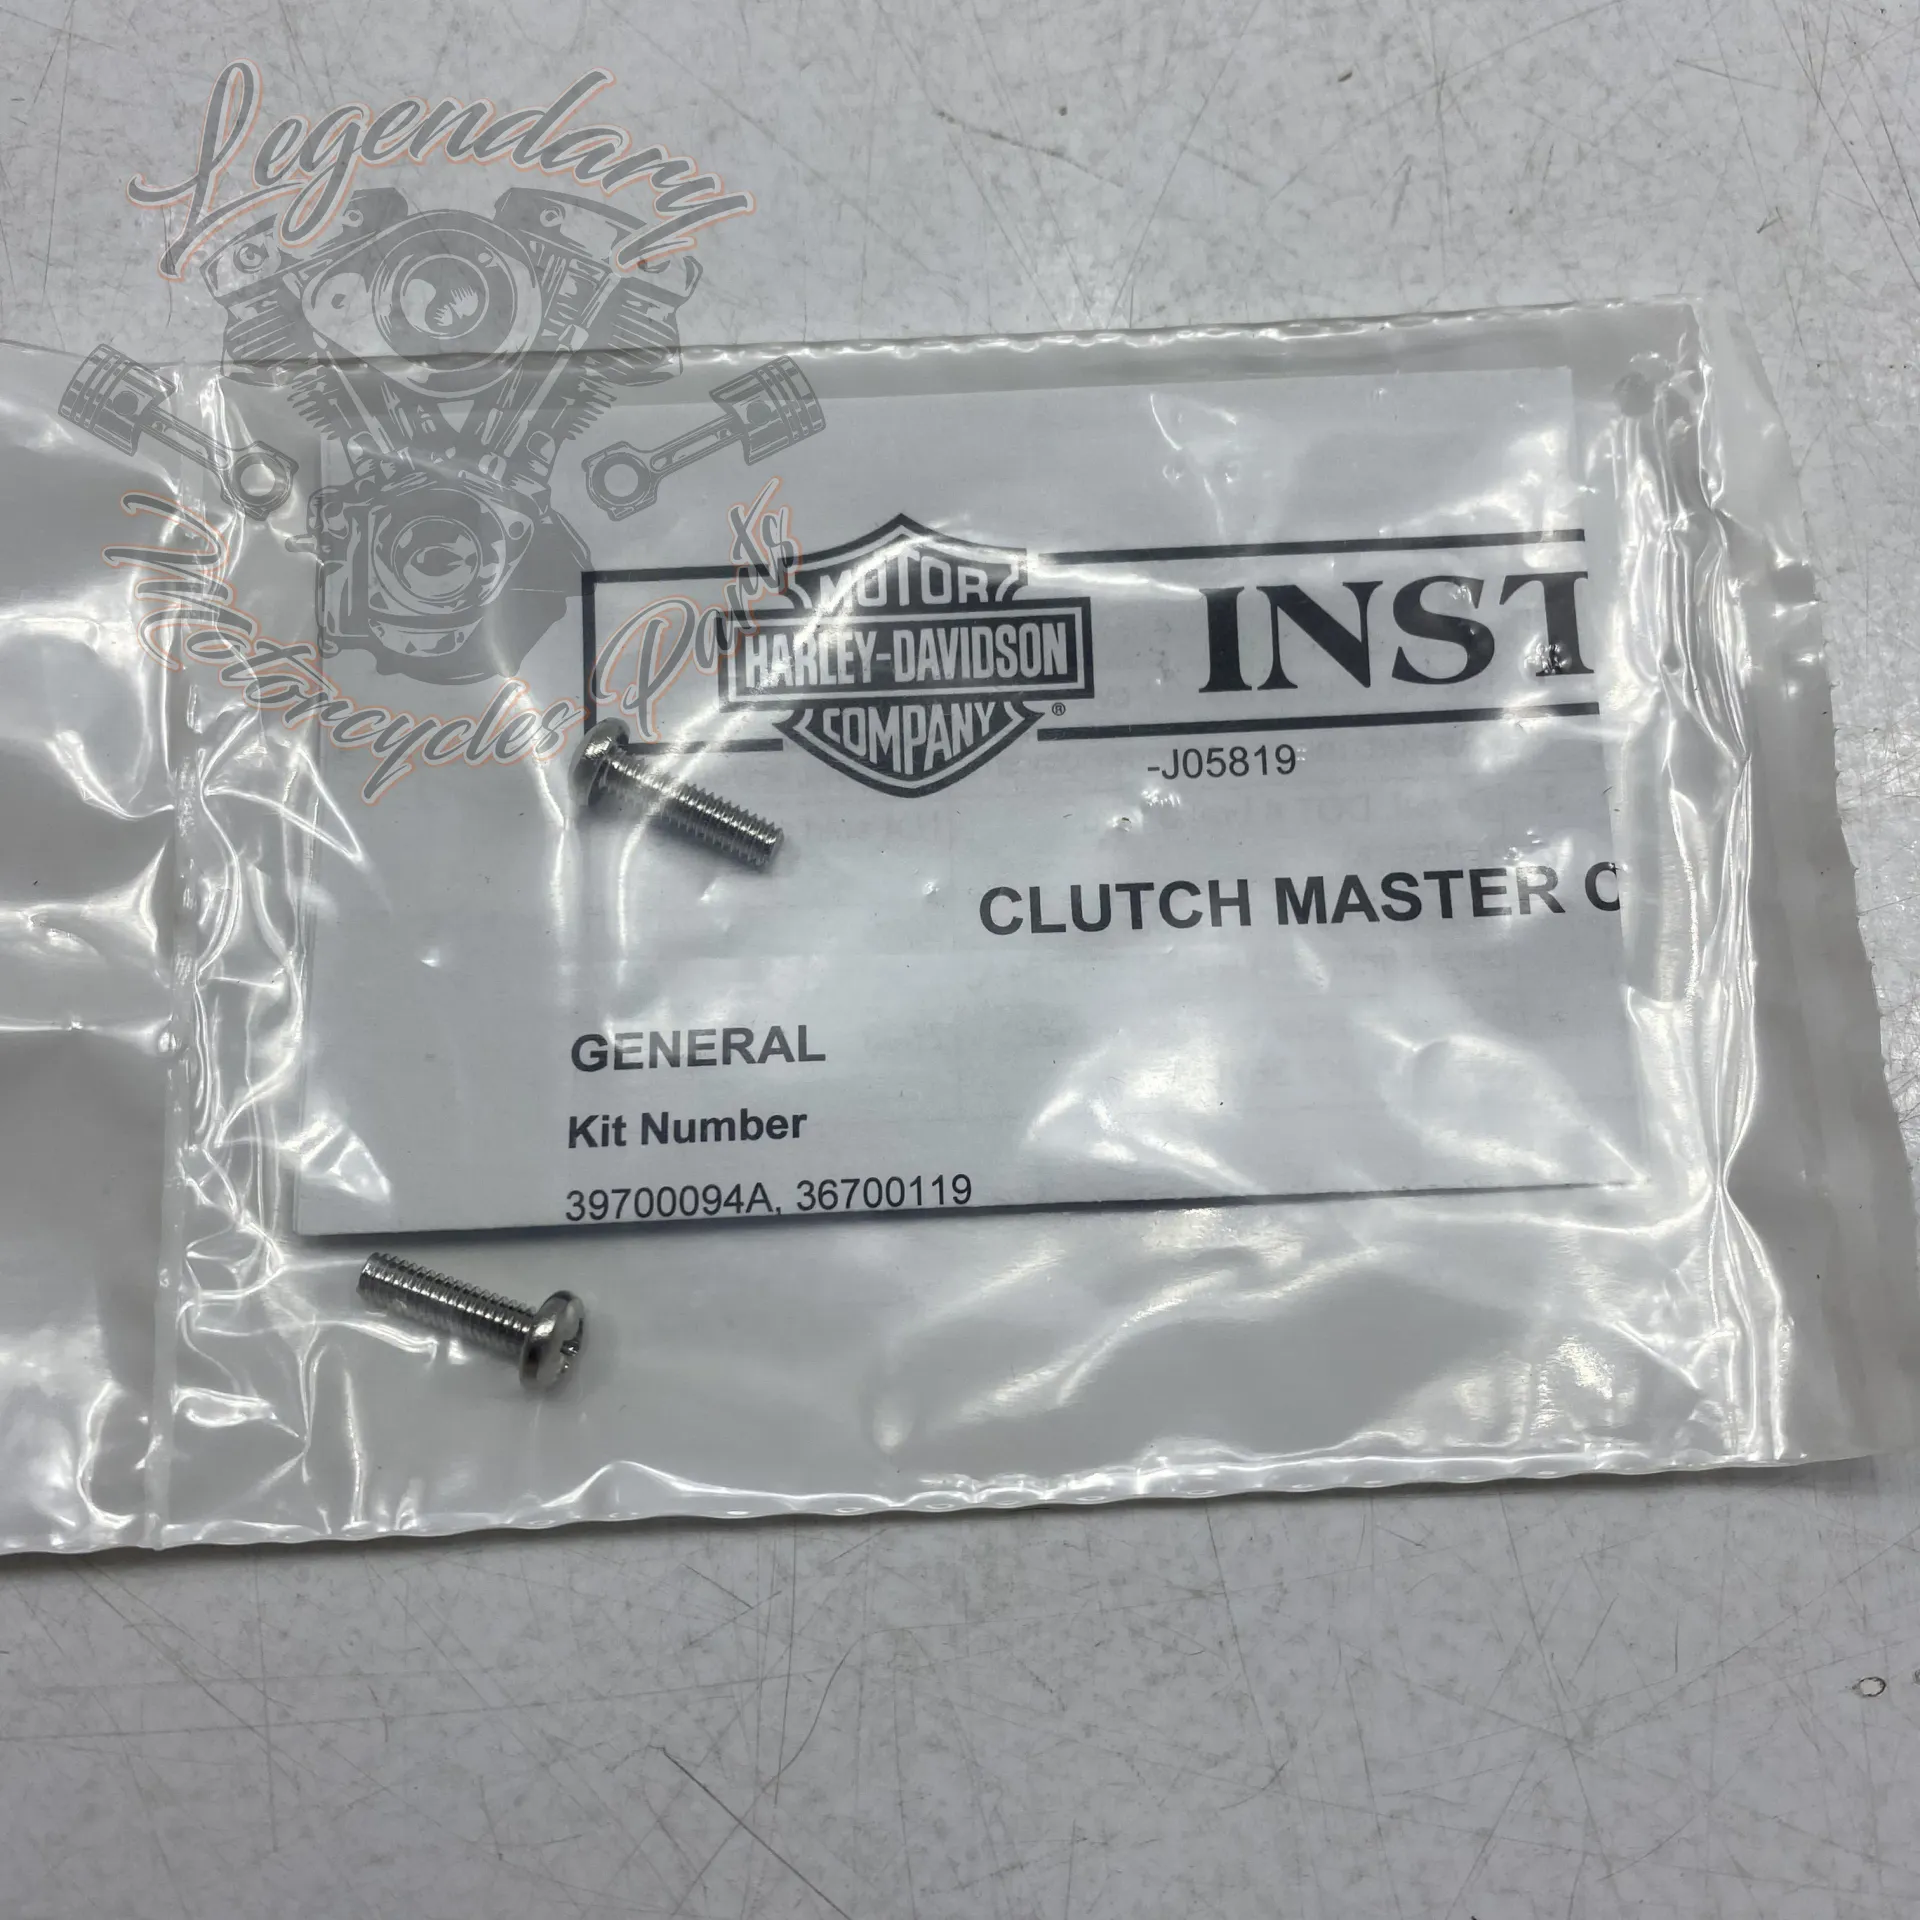 Legendary
Motorcycles Parts
MOTOR
HARLEY-DAVIDSON
COMPANY
®
INST
-J05819
CLUTCH MASTER C
GENERAL
Kit Number
39700094A, 36700119